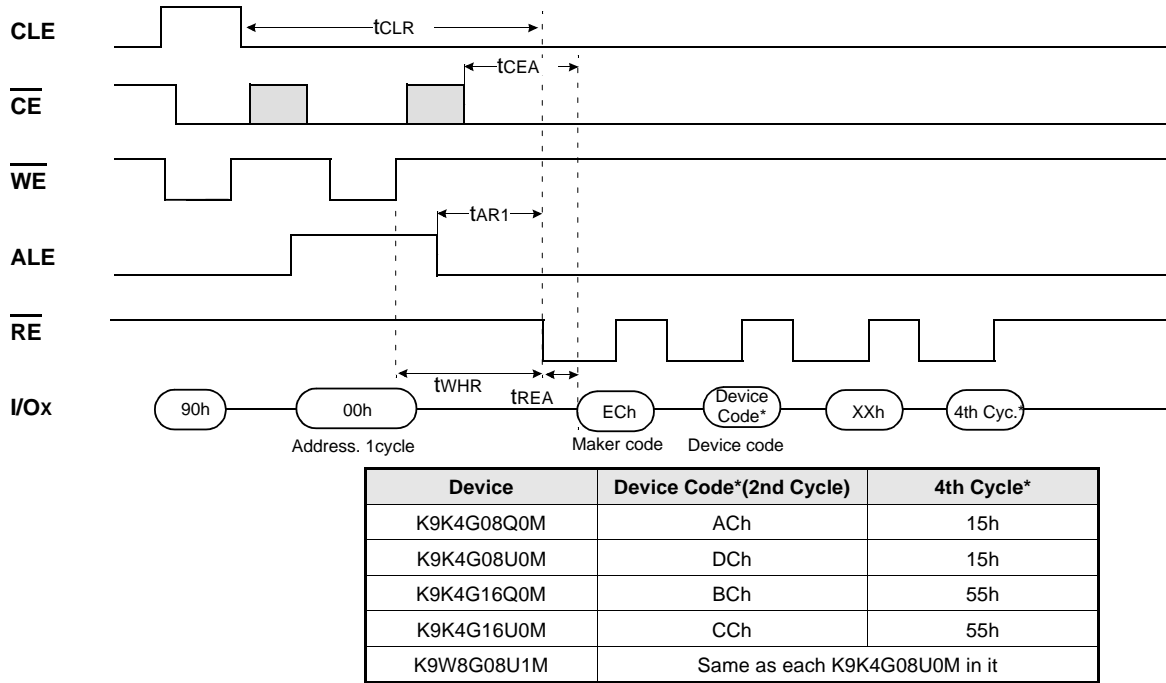 CLE
tCLR
tCEA
CE
WE
tAR1
ALE
RE
tWHR
tREA
I/Ox
90h
00h
ECh
Device
Code*
XXh
4th Cyc.*
Address. 1cycle
Maker code
Device code
Device Device Code*(2nd Cycle) 4th Cycle*
K9K4G08Q0M ACh 15h
K9K4G08U0M DCh 15h
K9K4G16Q0M BCh 55h
K9K4G16U0M CCh 55h
K9W8G08U1M Same as each K9K4G08U0M in it